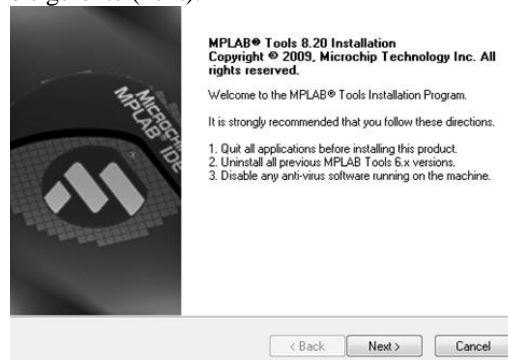 MPLAB® Tools 8.20 Installation
Copyright © 2009, Microchip Technology Inc. All
rights reserved.
Welcome to the MPLAB® Tools Installation Program.
It is strongly recommended that you follow these directions.
1. Quit all applications before installing this product.
2. Uninstall all previous MPLAB Tools 6.x versions.
3. Disable any anti-virus software running on the machine.
MICROCHIP
MPLAB® IDE
< Back
Next >
Cancel